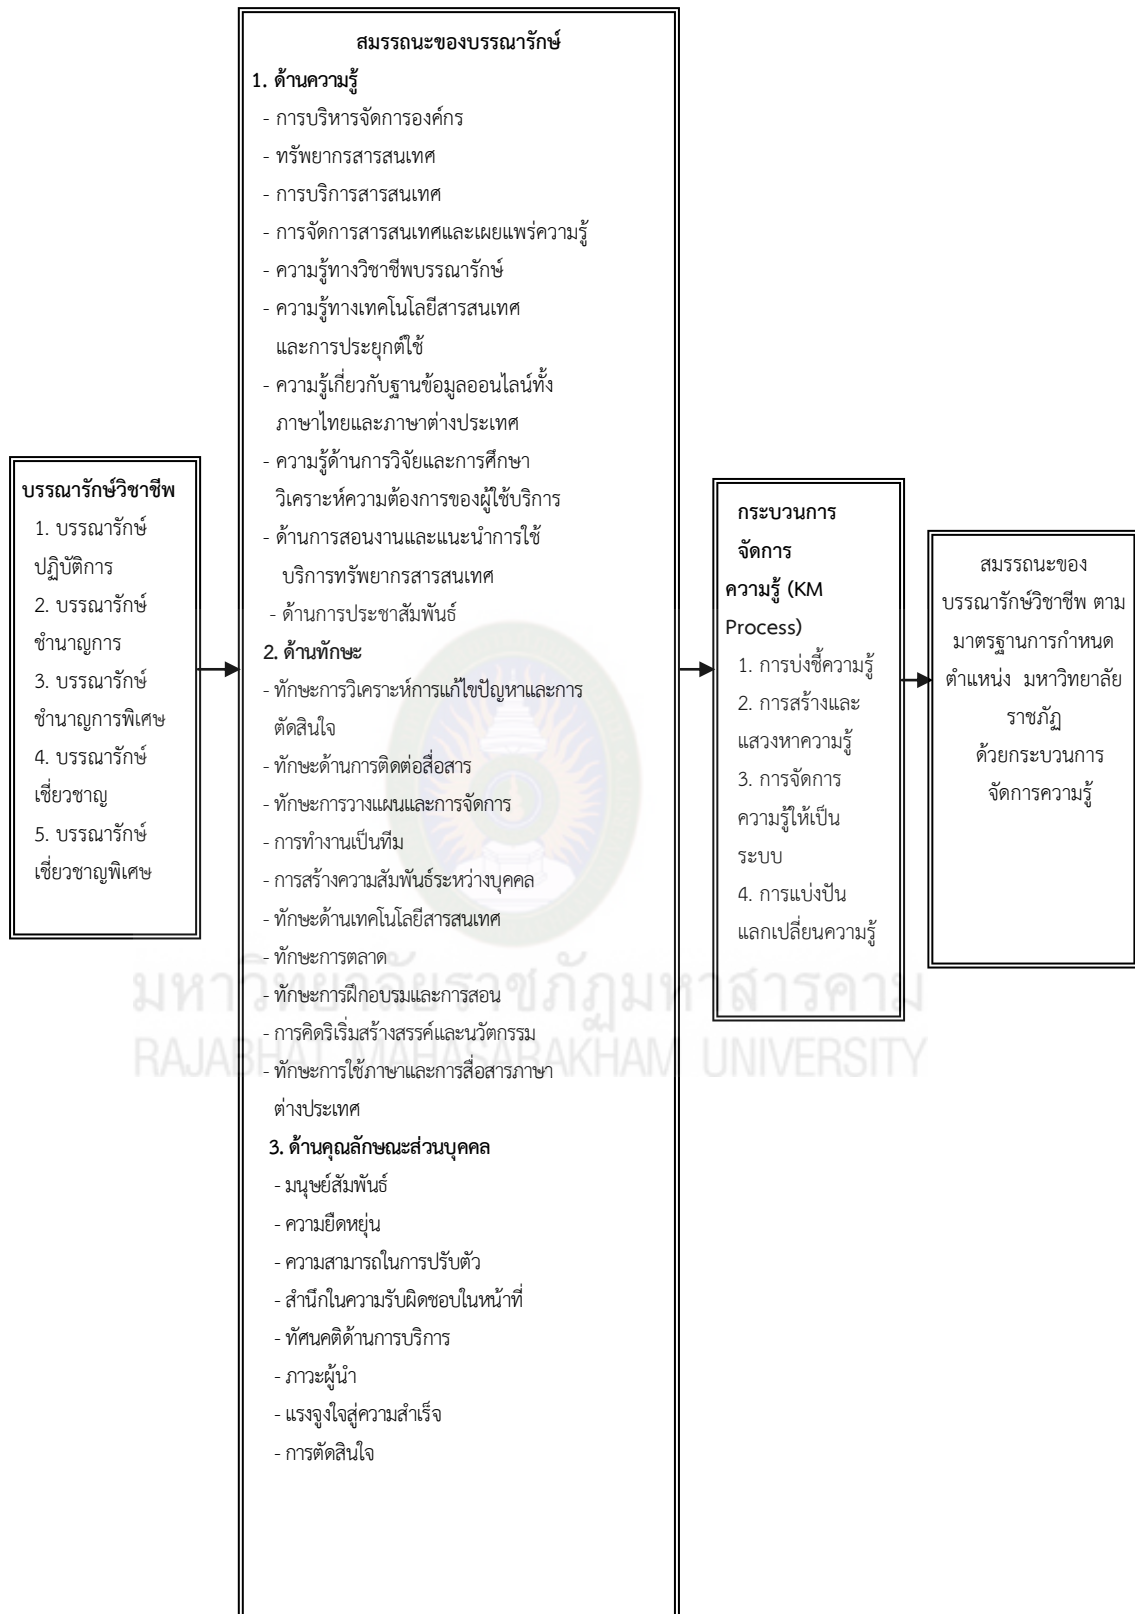 บรรณารักษ์วิชาชีพ
1. บรรณารักษ์
ปฏิบัติการ
2. บรรณารักษ์
ชำนาญการ
3. บรรณารักษ์
ชำนาญการพิเศษ
4. บรรณารักษ์
เชี่ยวชาญ
5. บรรณารักษ์
เชี่ยวชาญพิเศษ
สมรรถนะของบรรณารักษ์
1. ด้านความรู้
- การบริหารจัดการองค์กร
- ทรัพยากรสารสนเทศ
- การบริการสารสนเทศ
- การจัดการสารสนเทศและเผยแพร่ความรู้
- ความรู้ทางวิชาชีพบรรณารักษ์
- ความรู้ทางเทคโนโลยีสารสนเทศ
และการประยุกต์ใช้
- ความรู้เกี่ยวกับฐานข้อมูลออนไลน์ทั้ง
ภาษาไทยและภาษาต่างประเทศ
- ความรู้ด้านการวิจัยและการศึกษา
วิเคราะห์ความต้องการของผู้ใช้บริการ
- ด้านการสอนงานและแนะนำการใช้
บริการทรัพยากรสารสนเทศ
- ด้านการประชาสัมพันธ์
2. ด้านทักษะ
- ทักษะการวิเคราะห์การแก้ไขปัญหาและการ
ตัดสินใจ
- ทักษะด้านการติดต่อสื่อสาร
- ทักษะการวางแผนและการจัดการ
- การทำงานเป็นทีม
- การสร้างความสัมพันธ์ระหว่างบุคคล
- ทักษะด้านเทคโนโลยีสารสนเทศ
- ทักษะการตลาด
- ทักษะการฝึกอบรมและการสอน
- การคิดริเริ่มสร้างสรรค์และนวัตกรรม
- ทักษะการใช้ภาษาและการสื่อสารภาษา
ต่างประเทศ
3. ด้านคุณลักษณะส่วนบุคคล
- มนุษย์สัมพันธ์
- ความยืดหยุ่น
- ความสามารถในการปรับตัว
- สำนึกในความรับผิดชอบในหน้าที่
- ทัศนคติด้านการบริการ
- ภาวะผู้นำ
- แรงจูงใจสู่ความสำเร็จ
- การตัดสินใจ
กระบวนการ
จัดการ
ความรู้ (KM
Process)
1. การบ่งชี้ความรู้
2. การสร้างและ
แสวงหาความรู้
3. การจัดการ
ความรู้ให้เป็น
ระบบ
4. การแบ่งปัน
แลกเปลี่ยนความรู้
สมรรถนะของ
บรรณารักษ์วิชาชีพ ตาม
มาตรฐานการกำหนด
ตำแหน่ง มหาวิทยาลัย
ราชภัฏ
ด้วยกระบวนการ
จัดการความรู้
มหาวิทยาลัยราชภัฏมหาสารคาม
RAJABHAT MAHASARAKHAM UNIVERSITY